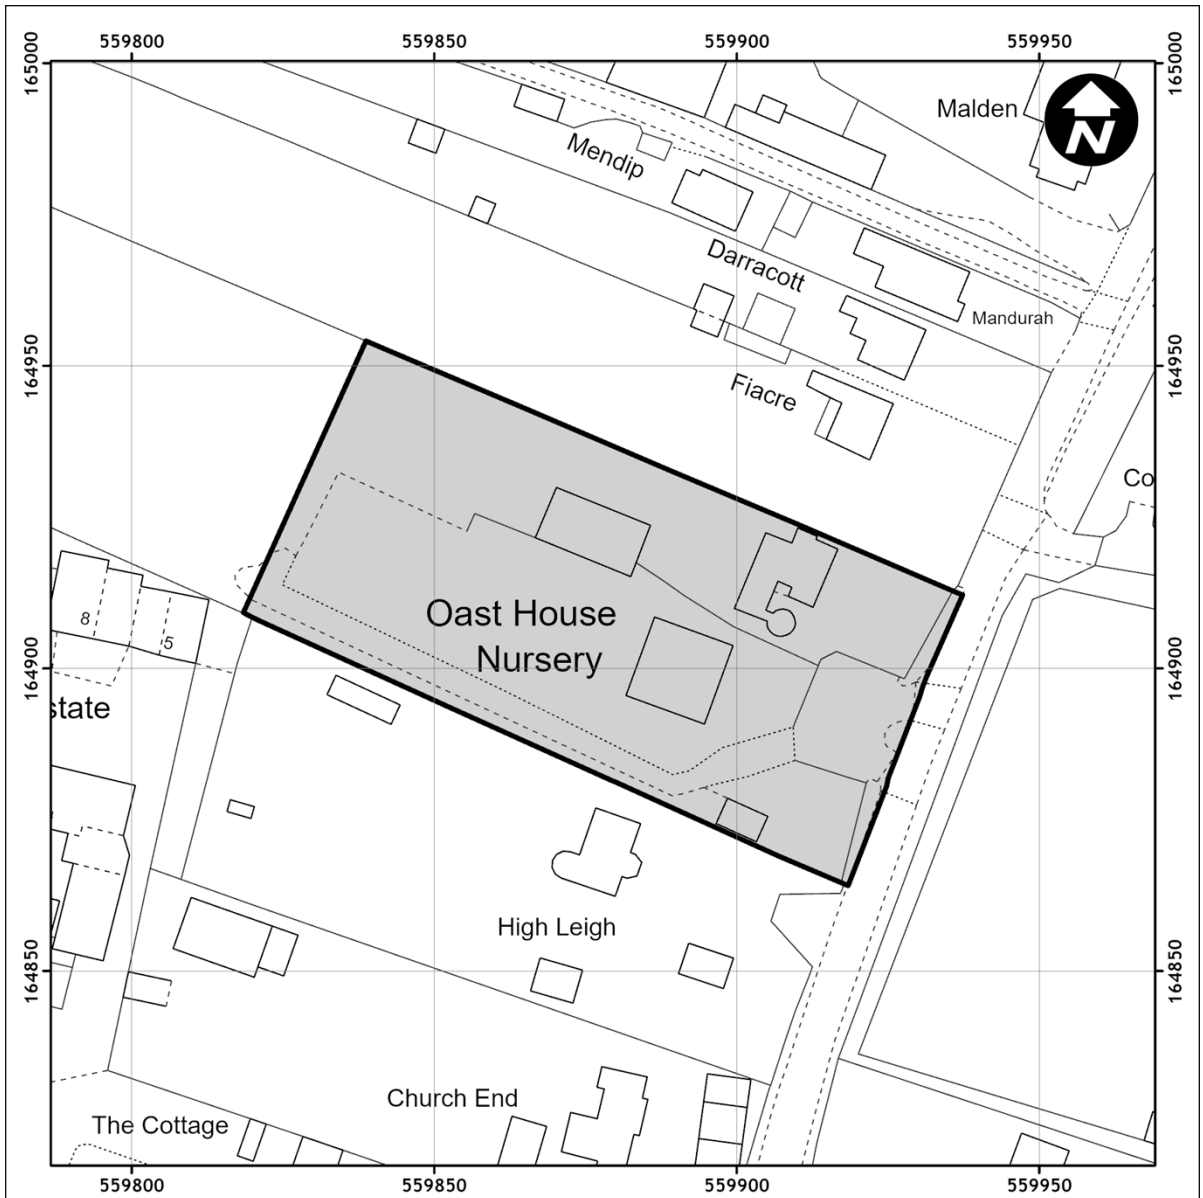 559800 559850 559900 559950
165000 165000
Malden
N
Mendip
Darracott
Mandurah
164950 164950
Fiacre
Co
Oast House
Nursery
8
5
164900 164900
state
High Leigh
164850 164850
Church End
The Cottage
559800 559850 559900 559950